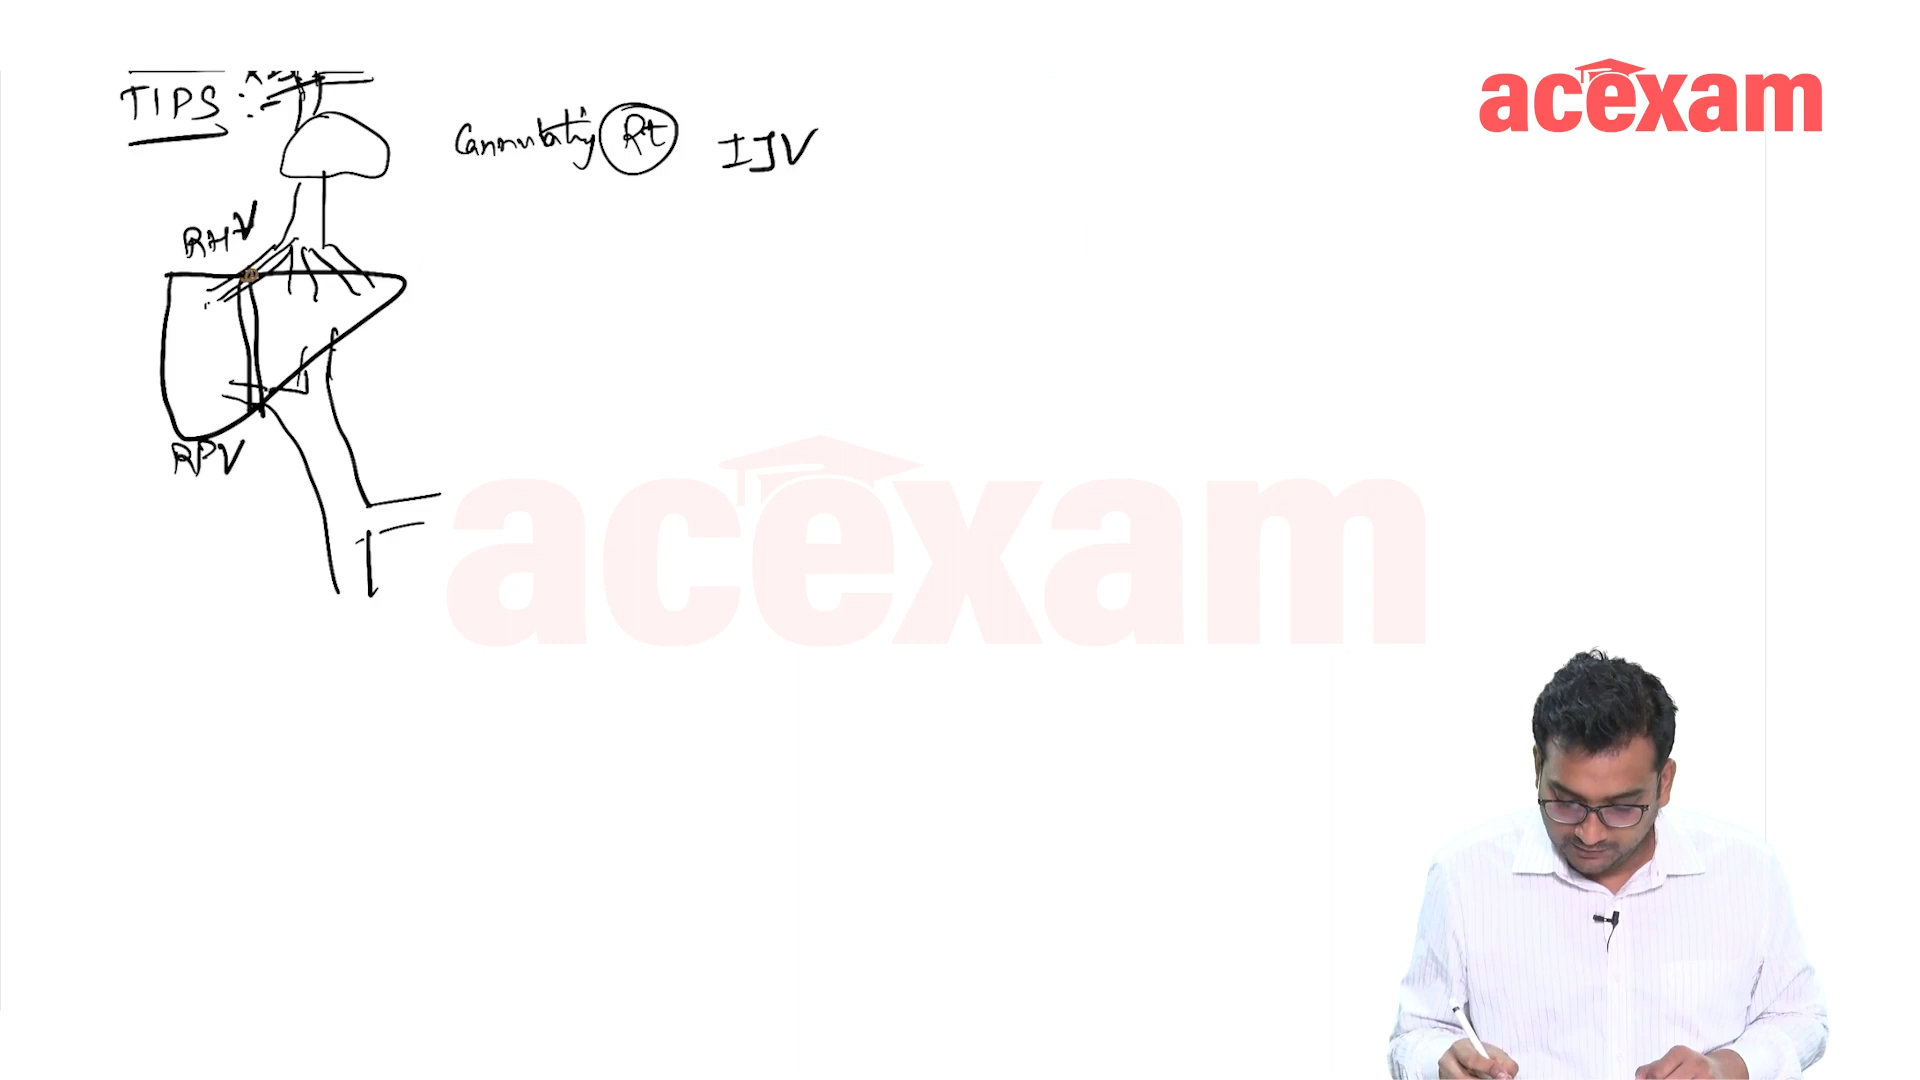 acexam
TIPS :
Cannulating Rt IJV
RHV
RPV
acexam